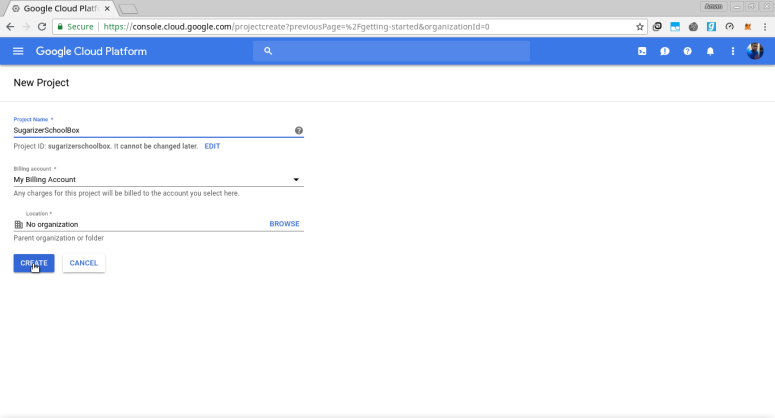 Google Cloud Platf
Aman
Secure
https://console.cloud.google.com/projectcreate?previousPage=%2Fgetting-started&organizationId=0
Google Cloud Platform
New Project
Project Name *
SugarizerSchoolBox
Project ID: sugarizerschoolbox. It cannot be changed later. EDIT
Billing account *
My Billing Account
Any charges for this project will be billed to the account you select here.
Location *
No organization BROWSE
Parent organization or folder
CREATE CANCEL